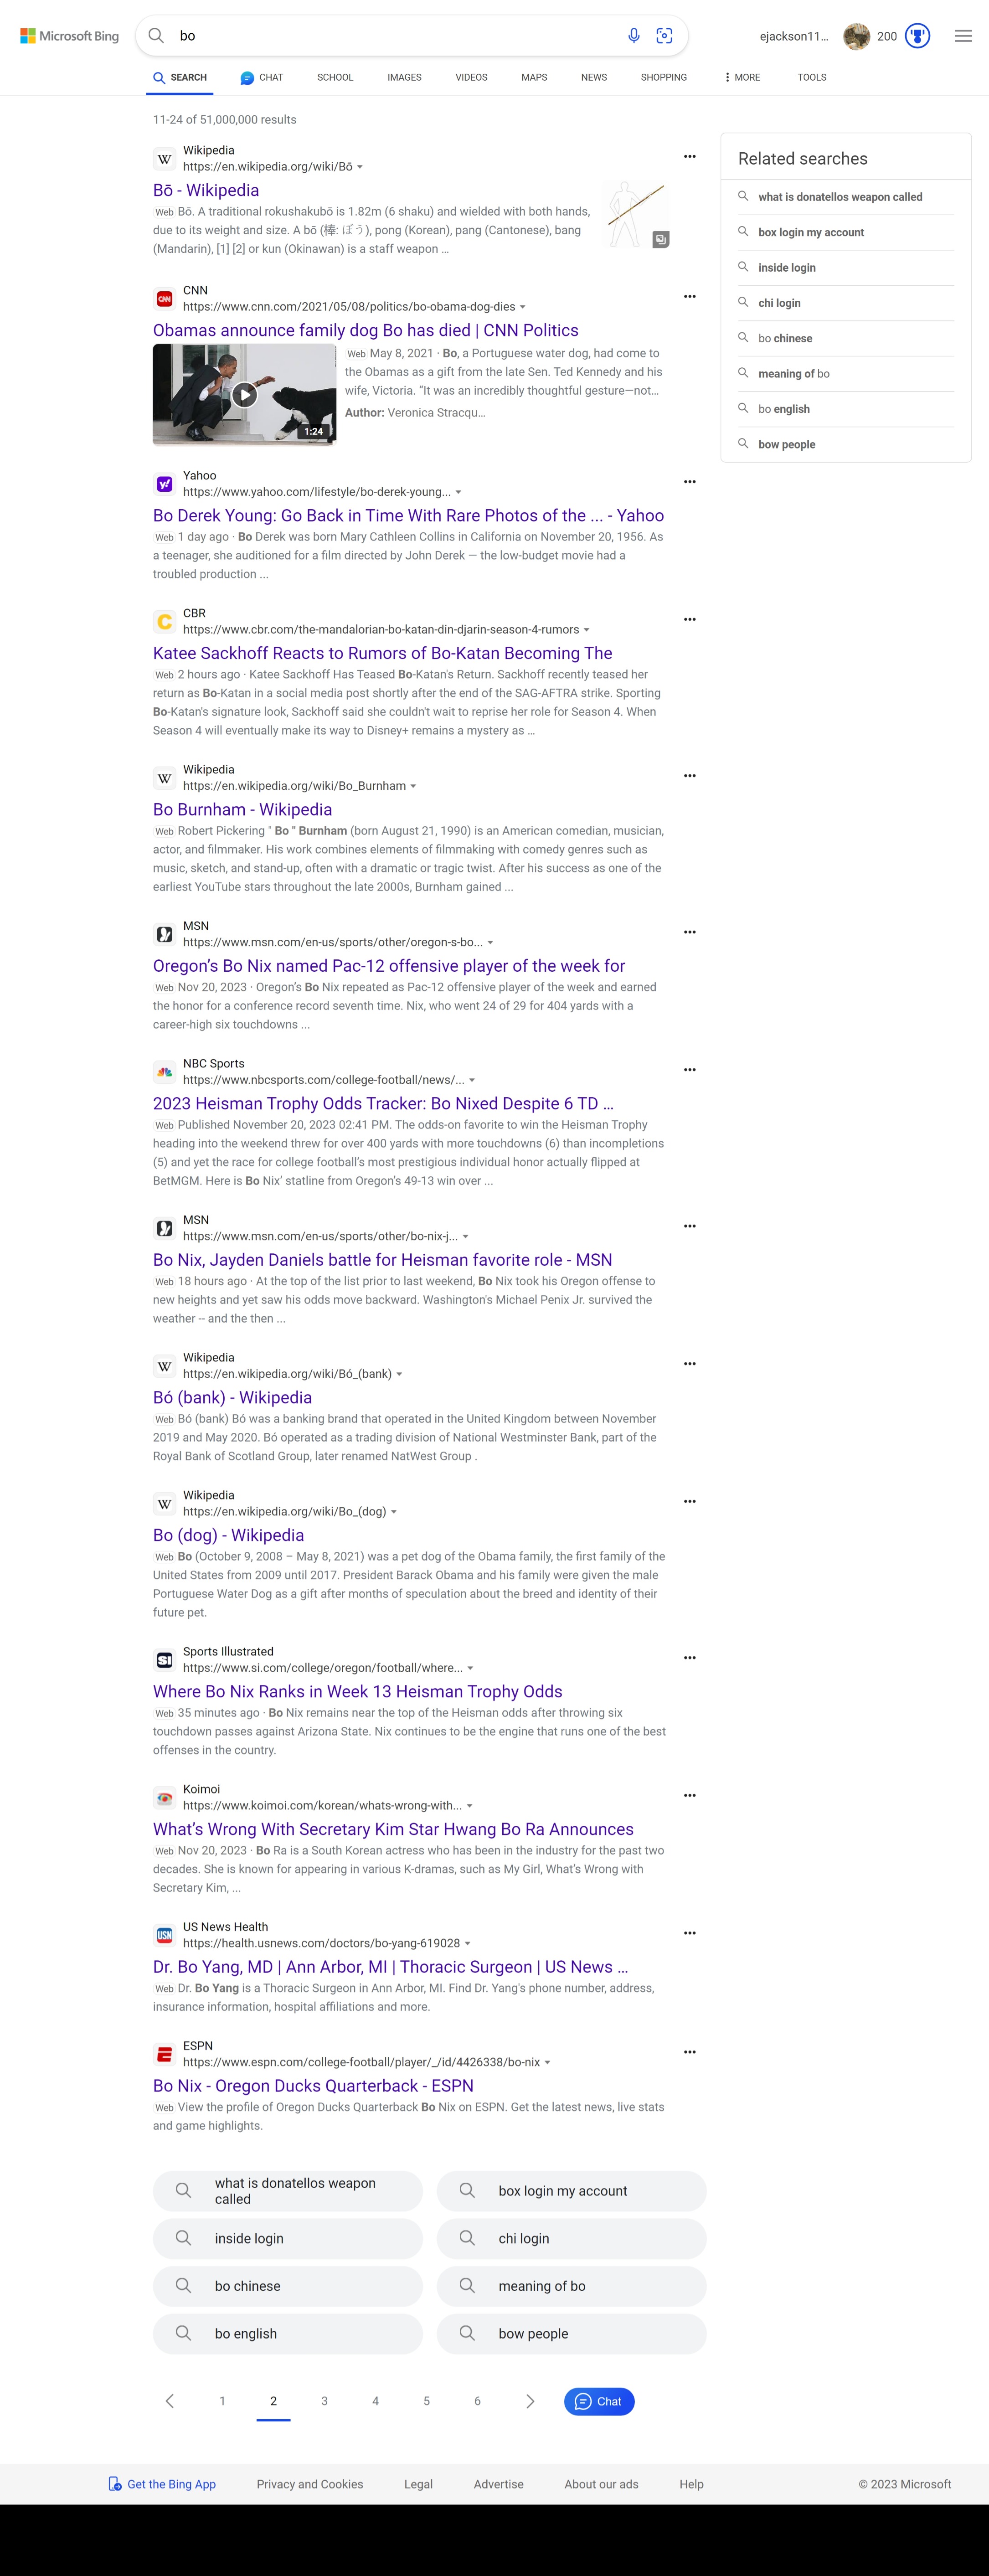 Microsoft Bing
bo
ejackson11...
200
SEARCH
CHAT
SCHOOL
IMAGES
VIDEOS
MAPS
NEWS
SHOPPING
MORE
TOOLS
11-24 of 51,000,000 results
Wikipedia
https://en.wikipedia.org/wiki/Bō
Bō - Wikipedia
Web Bō. A traditional rokushakubō is 1.82m (6 shaku) and wielded with both hands,
due to its weight and size. A bō (棒: ぼう), pong (Korean), pang (Cantonese), bang
(Mandarin), [1] [2] or kun (Okinawan) is a staff weapon ...
CNN
https://www.cnn.com/2021/05/08/politics/bo-obama-dog-dies
Obamas announce family dog Bo has died | CNN Politics
1:24
Web May 8, 2021 · Bo, a Portuguese water dog, had come to
the Obamas as a gift from the late Sen. Ted Kennedy and his
wife, Victoria. “It was an incredibly thoughtful gesture—not...
Author: Veronica Stracqu...
Yahoo
https://www.yahoo.com/lifestyle/bo-derek-young...
Bo Derek Young: Go Back in Time With Rare Photos of the ... - Yahoo
Web 1 day ago · Bo Derek was born Mary Cathleen Collins in California on November 20, 1956. As
a teenager, she auditioned for a film directed by John Derek — the low-budget movie had a
troubled production ...
CBR
https://www.cbr.com/the-mandalorian-bo-katan-din-djarin-season-4-rumors
Katee Sackhoff Reacts to Rumors of Bo-Katan Becoming The
Web 2 hours ago · Katee Sackhoff Has Teased Bo-Katan's Return. Sackhoff recently teased her
return as Bo-Katan in a social media post shortly after the end of the SAG-AFTRA strike. Sporting
Bo-Katan's signature look, Sackhoff said she couldn't wait to reprise her role for Season 4. When
Season 4 will eventually make its way to Disney+ remains a mystery as ...
Wikipedia
https://en.wikipedia.org/wiki/Bo_Burnham
Bo Burnham - Wikipedia
Web Robert Pickering " Bo " Burnham (born August 21, 1990) is an American comedian, musician,
actor, and filmmaker. His work combines elements of filmmaking with comedy genres such as
music, sketch, and stand-up, often with a dramatic or tragic twist. After his success as one of the
earliest YouTube stars throughout the late 2000s, Burnham gained ...
MSN
https://www.msn.com/en-us/sports/other/oregon-s-bo...
Oregon’s Bo Nix named Pac-12 offensive player of the week for
Web Nov 20, 2023 · Oregon’s Bo Nix repeated as Pac-12 offensive player of the week and earned
the honor for a conference record seventh time. Nix, who went 24 of 29 for 404 yards with a
career-high six touchdowns ...
NBC Sports
https://www.nbcsports.com/college-football/news/...
2023 Heisman Trophy Odds Tracker: Bo Nixed Despite 6 TD ...
Web Published November 20, 2023 02:41 PM. The odds-on favorite to win the Heisman Trophy
heading into the weekend threw for over 400 yards with more touchdowns (6) than incompletions
(5) and yet the race for college football’s most prestigious individual honor actually flipped at
BetMGM. Here is Bo Nix’ statline from Oregon’s 49-13 win over ...
MSN
https://www.msn.com/en-us/sports/other/bo-nix-j...
Bo Nix, Jayden Daniels battle for Heisman favorite role - MSN
Web 18 hours ago · At the top of the list prior to last weekend, Bo Nix took his Oregon offense to
new heights and yet saw his odds move backward. Washington's Michael Penix Jr. survived the
weather -- and the then ...
Wikipedia
https://en.wikipedia.org/wiki/Bó_(bank)
Bó (bank) - Wikipedia
Web Bó (bank) Bó was a banking brand that operated in the United Kingdom between November
2019 and May 2020. Bó operated as a trading division of National Westminster Bank, part of the
Royal Bank of Scotland Group, later renamed NatWest Group .
Wikipedia
https://en.wikipedia.org/wiki/Bo_(dog)
Bo (dog) - Wikipedia
Web Bo (October 9, 2008 – May 8, 2021) was a pet dog of the Obama family, the first family of the
United States from 2009 until 2017. President Barack Obama and his family were given the male
Portuguese Water Dog as a gift after months of speculation about the breed and identity of their
future pet.
Sports Illustrated
https://www.si.com/college/oregon/football/where...
Where Bo Nix Ranks in Week 13 Heisman Trophy Odds
Web 35 minutes ago · Bo Nix remains near the top of the Heisman odds after throwing six
touchdown passes against Arizona State. Nix continues to be the engine that runs one of the best
offenses in the country.
Koimoi
https://www.koimoi.com/korean/whats-wrong-with...
What’s Wrong With Secretary Kim Star Hwang Bo Ra Announces
Web Nov 20, 2023 · Bo Ra is a South Korean actress who has been in the industry for the past two
decades. She is known for appearing in various K-dramas, such as My Girl, What’s Wrong with
Secretary Kim, ...
US News Health
https://health.usnews.com/doctors/bo-yang-619028
Dr. Bo Yang, MD | Ann Arbor, MI | Thoracic Surgeon | US News ...
Web Dr. Bo Yang is a Thoracic Surgeon in Ann Arbor, MI. Find Dr. Yang's phone number, address,
insurance information, hospital affiliations and more.
ESPN
https://www.espn.com/college-football/player/_/id/4426338/bo-nix
Bo Nix - Oregon Ducks Quarterback - ESPN
Web View the profile of Oregon Ducks Quarterback Bo Nix on ESPN. Get the latest news, live stats
and game highlights.
Related searches
what is donatellos weapon called
box login my account
inside login
chi login
bo chinese
meaning of bo
bo english
bow people
what is donatellos weapon
called
box login my account
inside login
chi login
bo chinese
meaning of bo
bo english
bow people
1 2 3 4 5 6
Chat
Get the Bing App
Privacy and Cookies
Legal
Advertise
About our ads
Help
© 2023 Microsoft